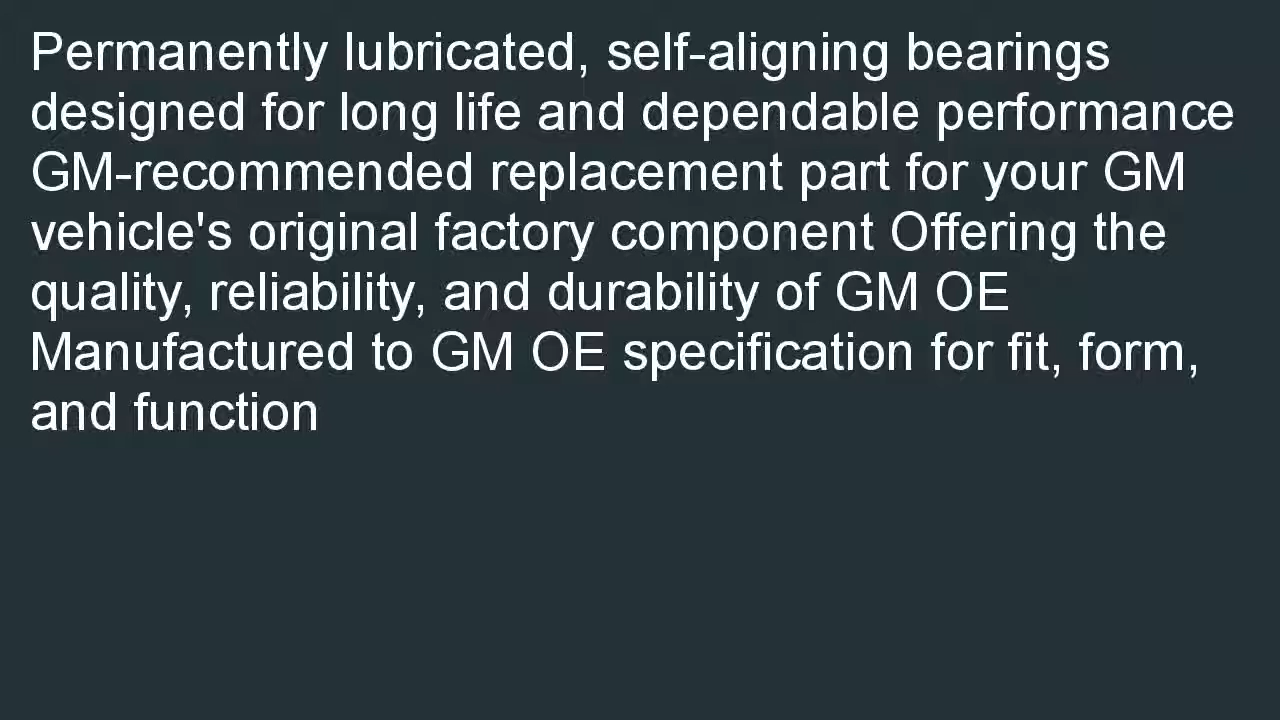 Permanently lubricated, self-aligning bearings
designed for long life and dependable performance
GM-recommended replacement part for your GM
vehicle's original factory component Offering the
quality, reliability, and durability of GM OE
Manufactured to GM OE specification for fit, form,
and function